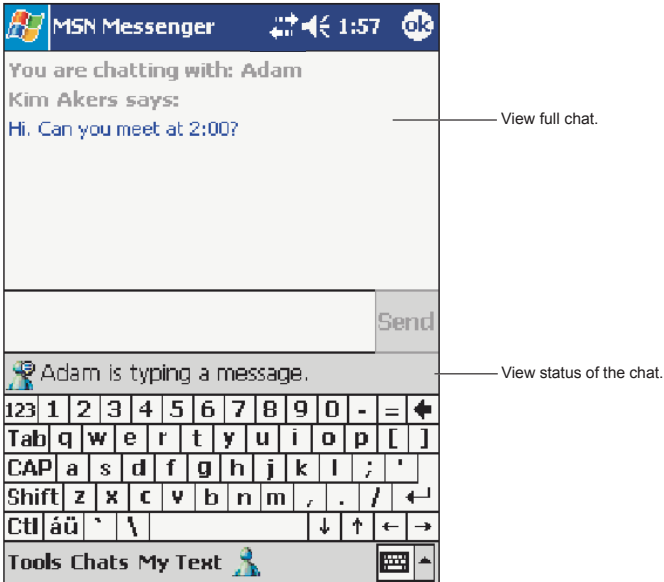 MSN Messenger 1:57 ok
You are chatting with: Adam
Kim Akers says:
Hi. Can you meet at 2:00?
View full chat.
Send
Adam is typing a message.
View status of the chat.
123 1 2 3 4 5 6 7 8 9 0 - =
Tab q w e r t y u i o p [ ]
CAP a s d f g h j k l ; '
Shift z x c v b n m , . /
Ctl áü ` \ ↓ ↑ ← →
Tools Chats My Text